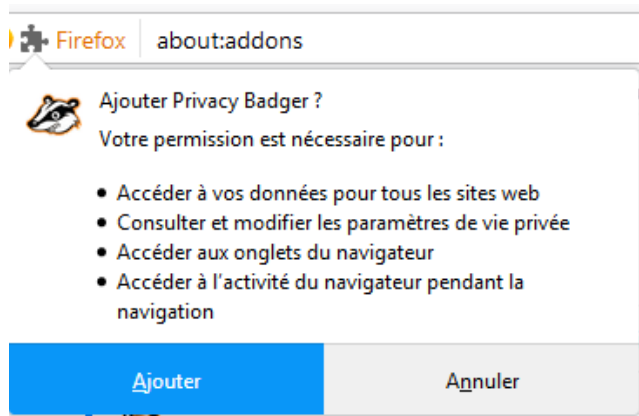 Firefox about:addons
Ajouter Privacy Badger ?
Votre permission est nécessaire pour :
• Accéder à vos données pour tous les sites web
• Consulter et modifier les paramètres de vie privée
• Accéder aux onglets du navigateur
• Accéder à l’activité du navigateur pendant la
navigation
Ajouter Annuler